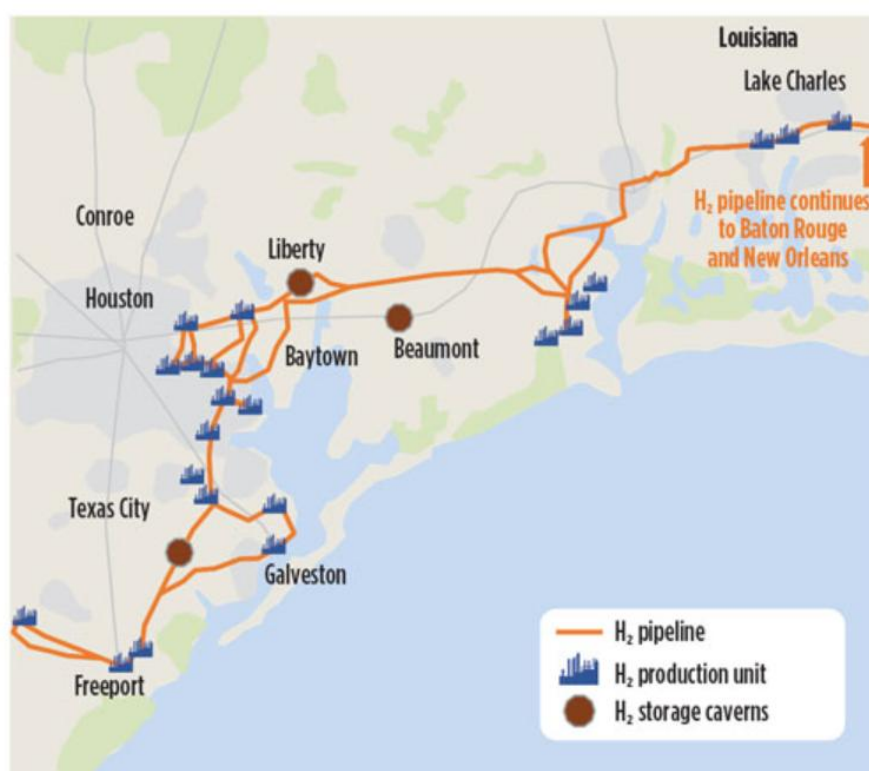 Louisiana
Lake Charles
H₂ pipeline continues
to Baton Rouge
and New Orleans
Conroe
Liberty
Houston
Baytown
Beaumont
Texas City
Galveston
Freeport
H₂ pipeline
H₂ production unit
H₂ storage caverns